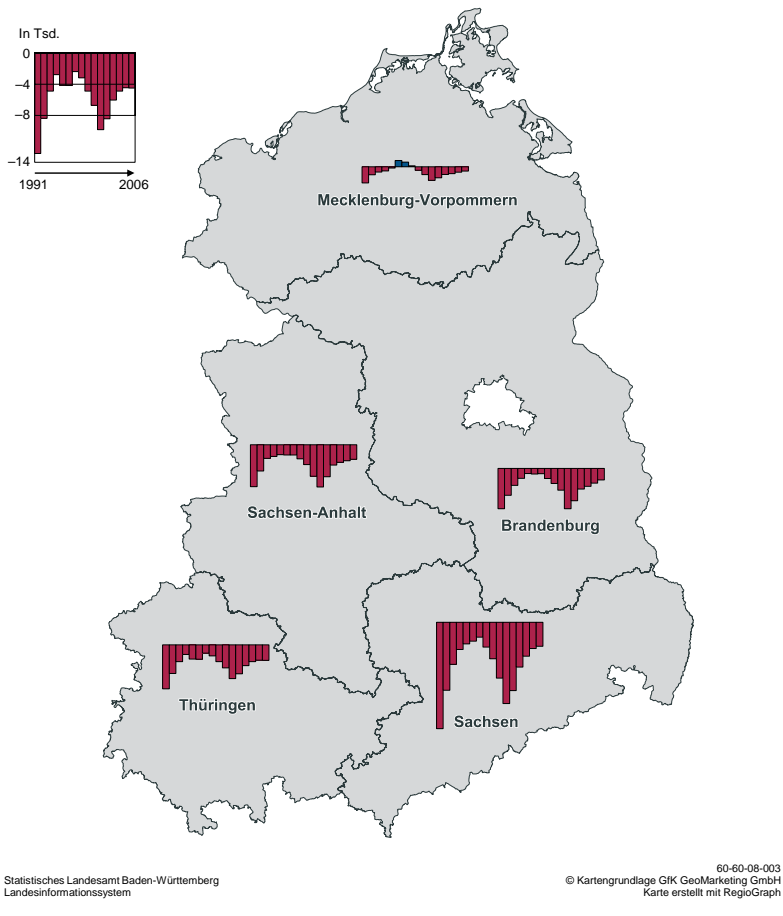 In Tsd.
0
–4
–8
–14
1991 2006
Mecklenburg-Vorpommern
Sachsen-Anhalt
Brandenburg
Thüringen
Sachsen
60-60-08-003
Statistisches Landesamt Baden-Württemberg © Kartengrundlage GfK GeoMarketing GmbH
Landesinformationssystem Karte erstellt mit RegioGraph